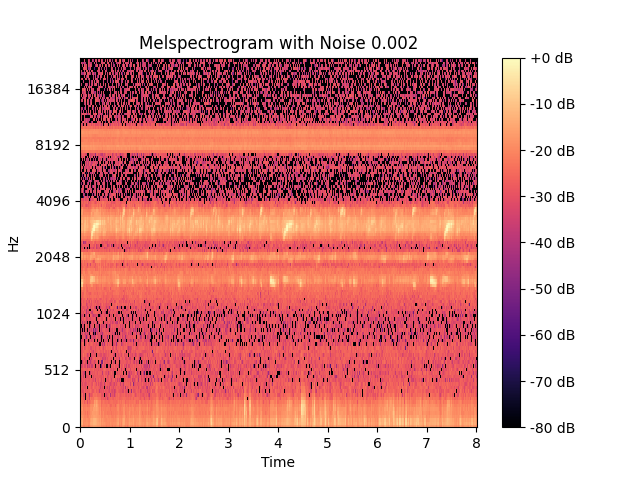 Melspectrogram with Noise 0.002
Hz
16384
8192
4096
2048
1024
512
0
0 1 2 3 4 5 6 7 8
Time
+0 dB
-10 dB
-20 dB
-30 dB
-40 dB
-50 dB
-60 dB
-70 dB
-80 dB